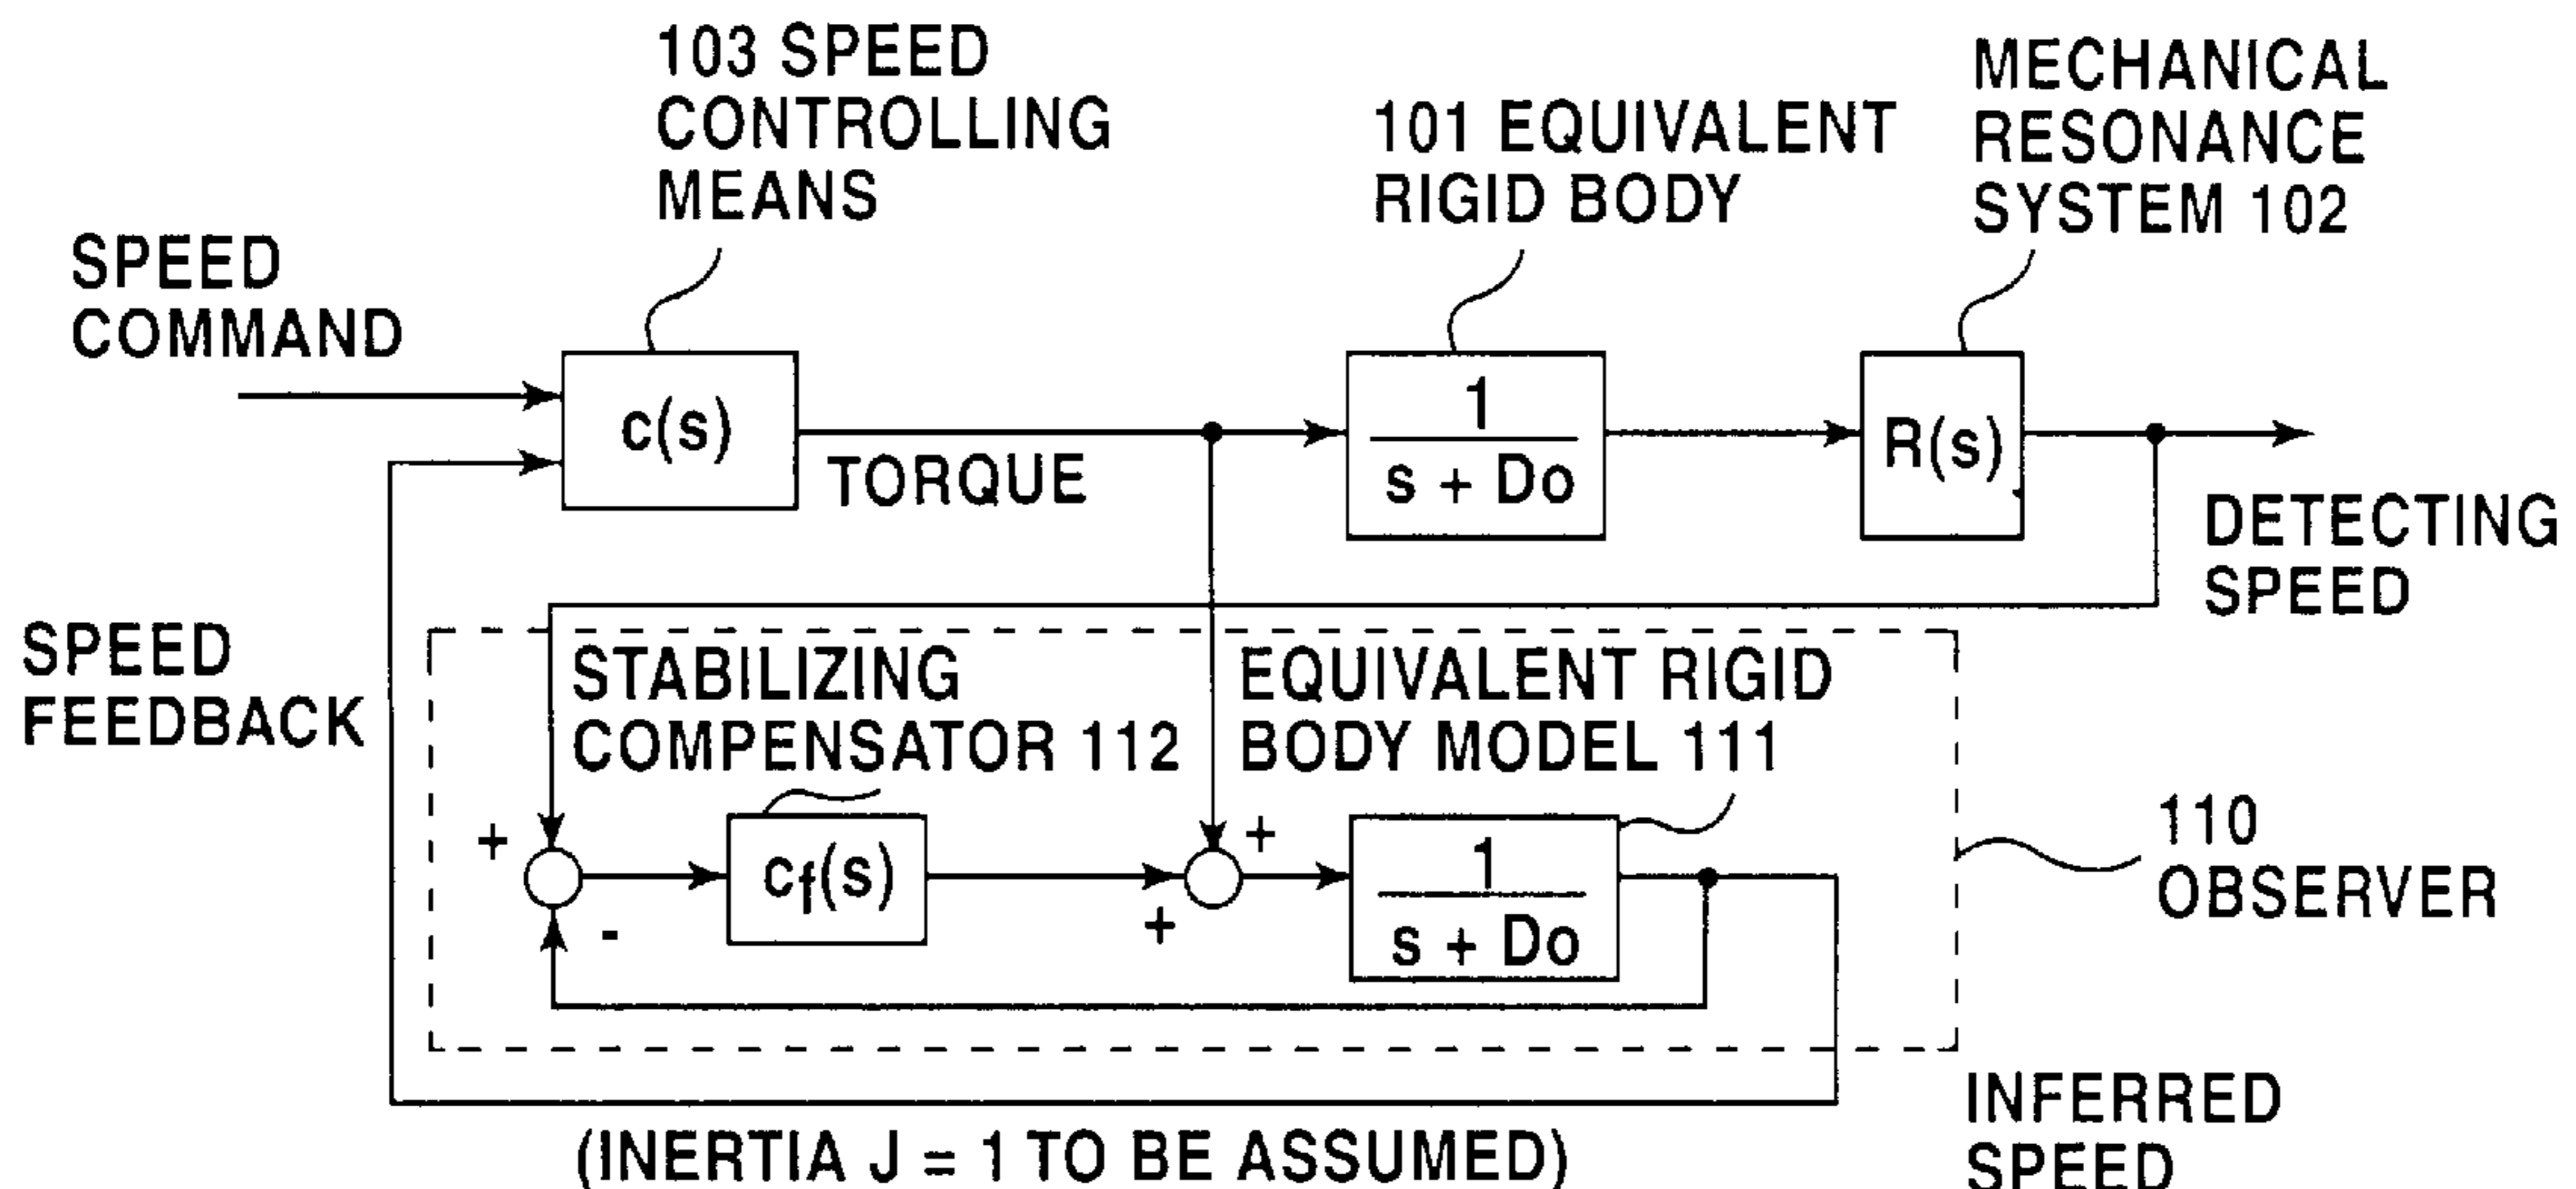 103 SPEED
CONTROLLING
MEANS
101 EQUIVALENT
RIGID BODY
MECHANICAL
RESONANCE
SYSTEM 102
SPEED
COMMAND
c(s)
TORQUE
1
s + Do
R(s)
DETECTING
SPEED
SPEED
FEEDBACK
STABILIZING
COMPENSATOR 112
EQUIVALENT RIGID
BODY MODEL 111
+
-
cf(s)
+
+
1
s + Do
110
OBSERVER
INFERRED
SPEED
(INERTIA J = 1 TO BE ASSUMED)